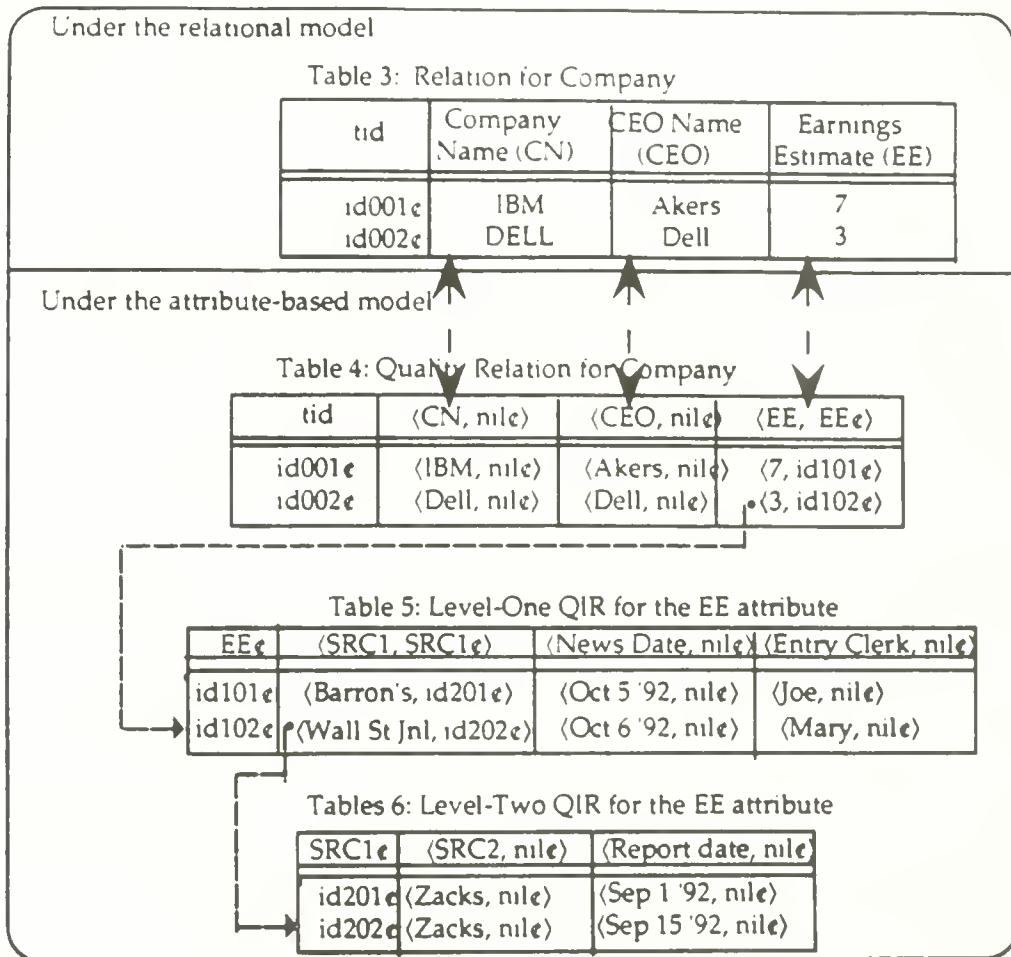 Under the relational model
Table 3: Relation for Company
tid Company Name (CN) CEO Name (CEO) Earnings Estimate (EE)
id001¢ IBM Akers 7
id002¢ DELL Dell 3
Under the attribute-based model
Table 4: Quality Relation for Company
tid ⟨CN, nil¢⟩ ⟨CEO, nil¢⟩ ⟨EE, EE¢⟩
id001¢ ⟨IBM, nil¢⟩ ⟨Akers, nil¢⟩ ⟨7, id101¢⟩
id002¢ ⟨Dell, nil¢⟩ ⟨Dell, nil¢⟩ ⟨3, id102¢⟩
Table 5: Level-One QIR for the EE attribute
EE¢ ⟨SRC1, SRC1¢⟩ ⟨News Date, nil¢⟩ ⟨Entry Clerk, nil¢⟩
id101¢ ⟨Barron's, id201¢⟩ ⟨Oct 5 '92, nil¢⟩ ⟨Joe, nil¢⟩
id102¢ ⟨Wall St Jnl, id202¢⟩ ⟨Oct 6 '92, nil¢⟩ ⟨Mary, nil¢⟩
Tables 6: Level-Two QIR for the EE attribute
SRC1¢ ⟨SRC2, nil¢⟩ ⟨Report date, nil¢⟩
id201¢ ⟨Zacks, nil¢⟩ ⟨Sep 1 '92, nil¢⟩
id202¢ ⟨Zacks, nil¢⟩ ⟨Sep 15 '92, nil¢⟩